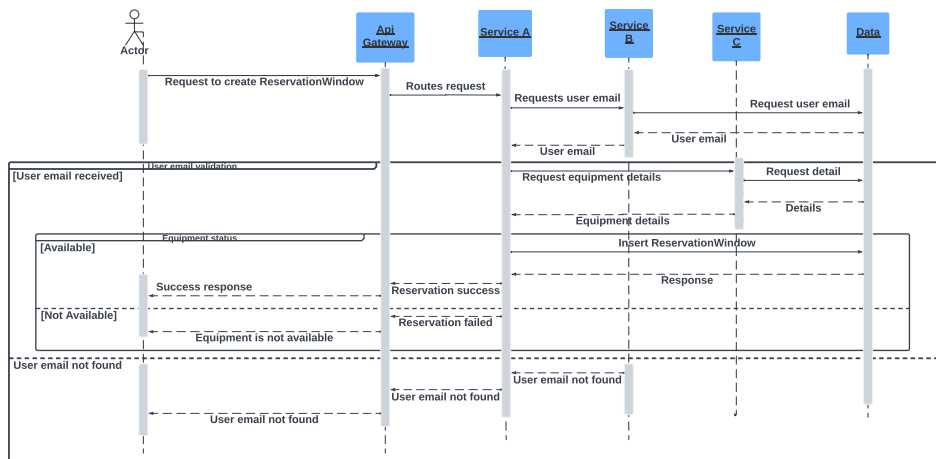 Actor
Api
Gateway
Service A
Service
B
Service
C
Data
Request to create ReservationWindow
Routes request
Requests user email
Request user email
User email
User email
User email validation
[User email received]
Request equipment details
Request detail
Details
Equipment details
Equipment status
[Available]
Insert ReservationWindow
Response
Reservation success
Success response
[Not Available]
Reservation failed
Equipment is not available
User email not found
User email not found
User email not found
User email not found